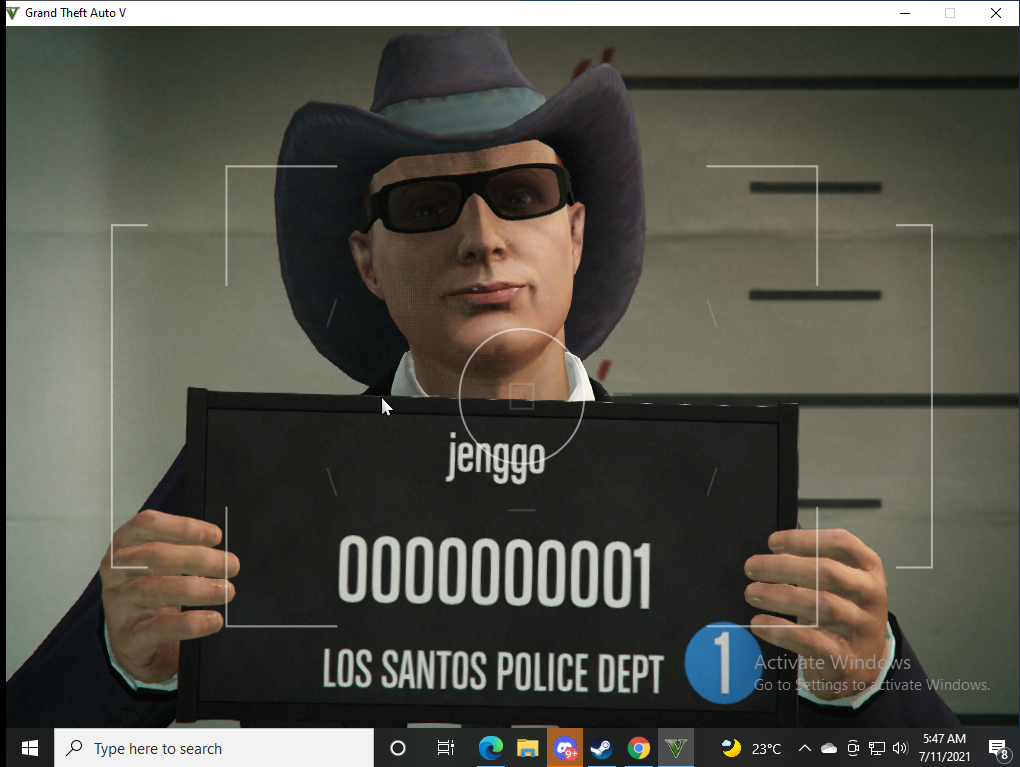 Grand Theft Auto V
jenggo
0000000001
LOS SANTOS POLICE DEPT
1
Activate Windows
Go to Settings to activate Windows.
Type here to search
9+
23°C
5:47 AM
7/11/2021
8